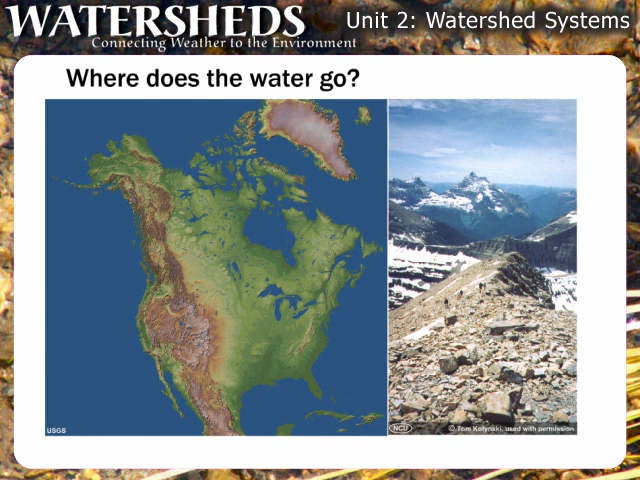 WATERSHEDS
Connecting Weather to the Environment
Unit 2: Watershed Systems
Where does the water go?
USGS
NCU
© Tom Kotynski, used with permission